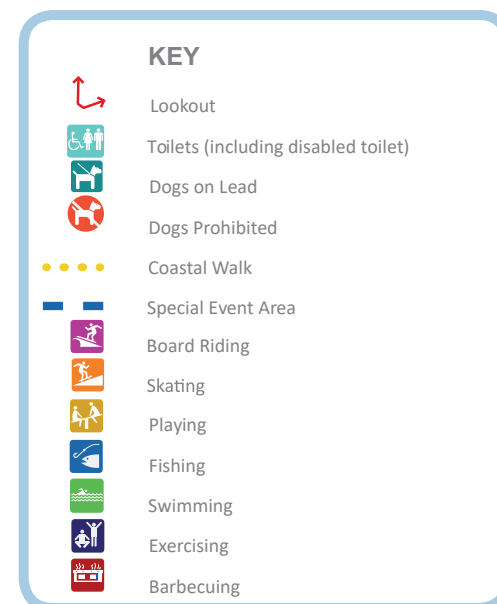 KEY
Lookout
Toilets (including disabled toilet)
Dogs on Lead
Dogs Prohibited
Coastal Walk
Special Event Area
Board Riding
Skating
Playing
Fishing
Swimming
Exercising
Barbecuing